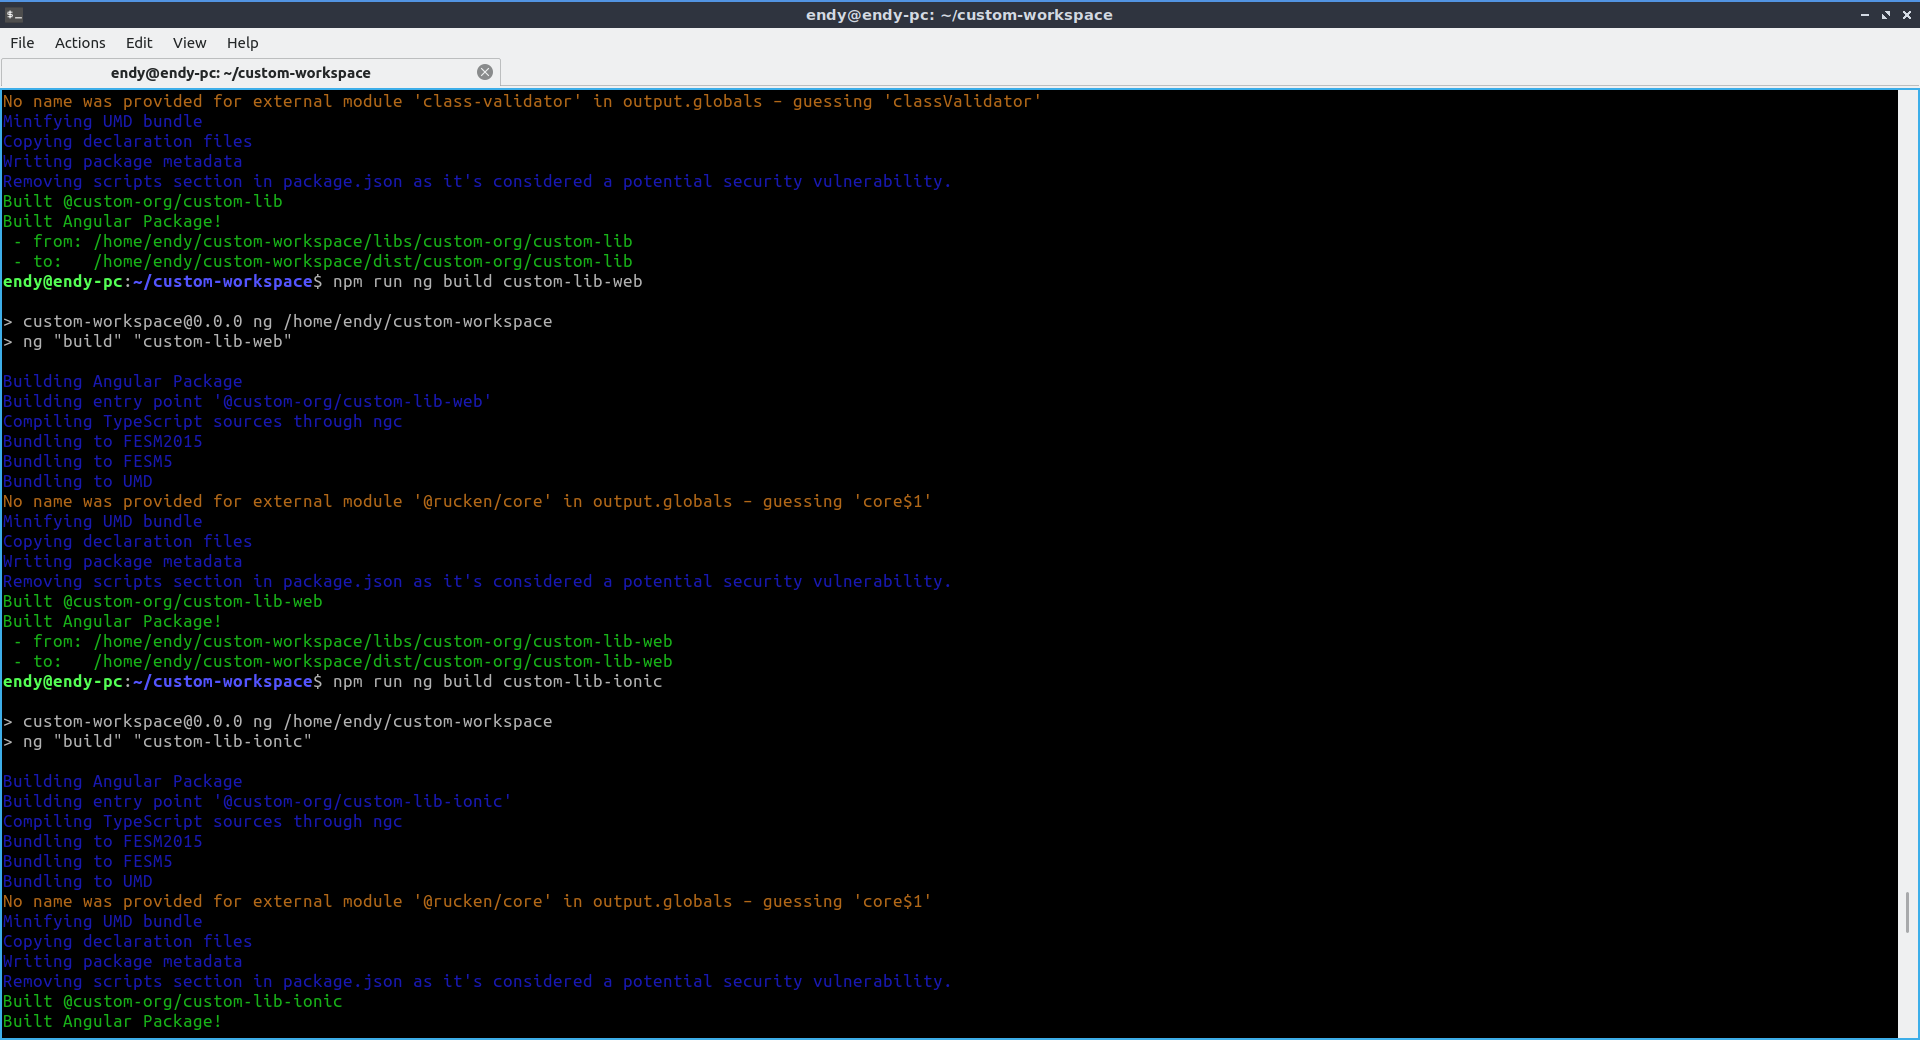 endy@endy-pc: ~/custom-workspace
File Actions Edit View Help
endy@endy-pc: ~/custom-workspace
No name was provided for external module 'class-validator' in output.globals – guessing 'classValidator'
Minifying UMD bundle
Copying declaration files
Writing package metadata
Removing scripts section in package.json as it's considered a potential security vulnerability.
Built @custom-org/custom-lib
Built Angular Package!
 - from: /home/endy/custom-workspace/libs/custom-org/custom-lib
 - to:   /home/endy/custom-workspace/dist/custom-org/custom-lib
endy@endy-pc:~/custom-workspace$ npm run ng build custom-lib-web
> custom-workspace@0.0.0 ng /home/endy/custom-workspace
> ng "build" "custom-lib-web"
Building Angular Package
Building entry point '@custom-org/custom-lib-web'
Compiling TypeScript sources through ngc
Bundling to FESM2015
Bundling to FESM5
Bundling to UMD
No name was provided for external module '@rucken/core' in output.globals – guessing 'core$1'
Minifying UMD bundle
Copying declaration files
Writing package metadata
Removing scripts section in package.json as it's considered a potential security vulnerability.
Built @custom-org/custom-lib-web
Built Angular Package!
 - from: /home/endy/custom-workspace/libs/custom-org/custom-lib-web
 - to:   /home/endy/custom-workspace/dist/custom-org/custom-lib-web
endy@endy-pc:~/custom-workspace$ npm run ng build custom-lib-ionic
> custom-workspace@0.0.0 ng /home/endy/custom-workspace
> ng "build" "custom-lib-ionic"
Building Angular Package
Building entry point '@custom-org/custom-lib-ionic'
Compiling TypeScript sources through ngc
Bundling to FESM2015
Bundling to FESM5
Bundling to UMD
No name was provided for external module '@rucken/core' in output.globals – guessing 'core$1'
Minifying UMD bundle
Copying declaration files
Writing package metadata
Removing scripts section in package.json as it's considered a potential security vulnerability.
Built @custom-org/custom-lib-ionic
Built Angular Package!